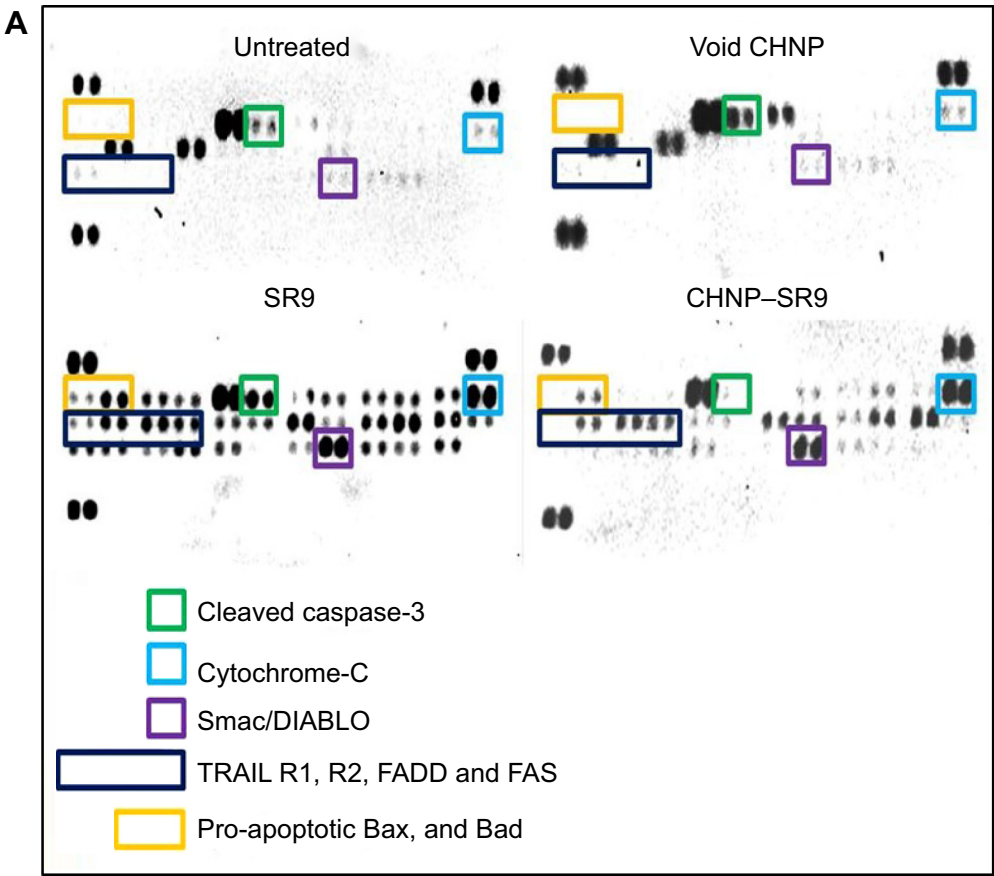 A
Untreated
Void CHNP
SR9
CHNP–SR9
Cleaved caspase-3
Cytochrome-C
Smac/DIABLO
TRAIL R1, R2, FADD and FAS
Pro-apoptotic Bax, and Bad